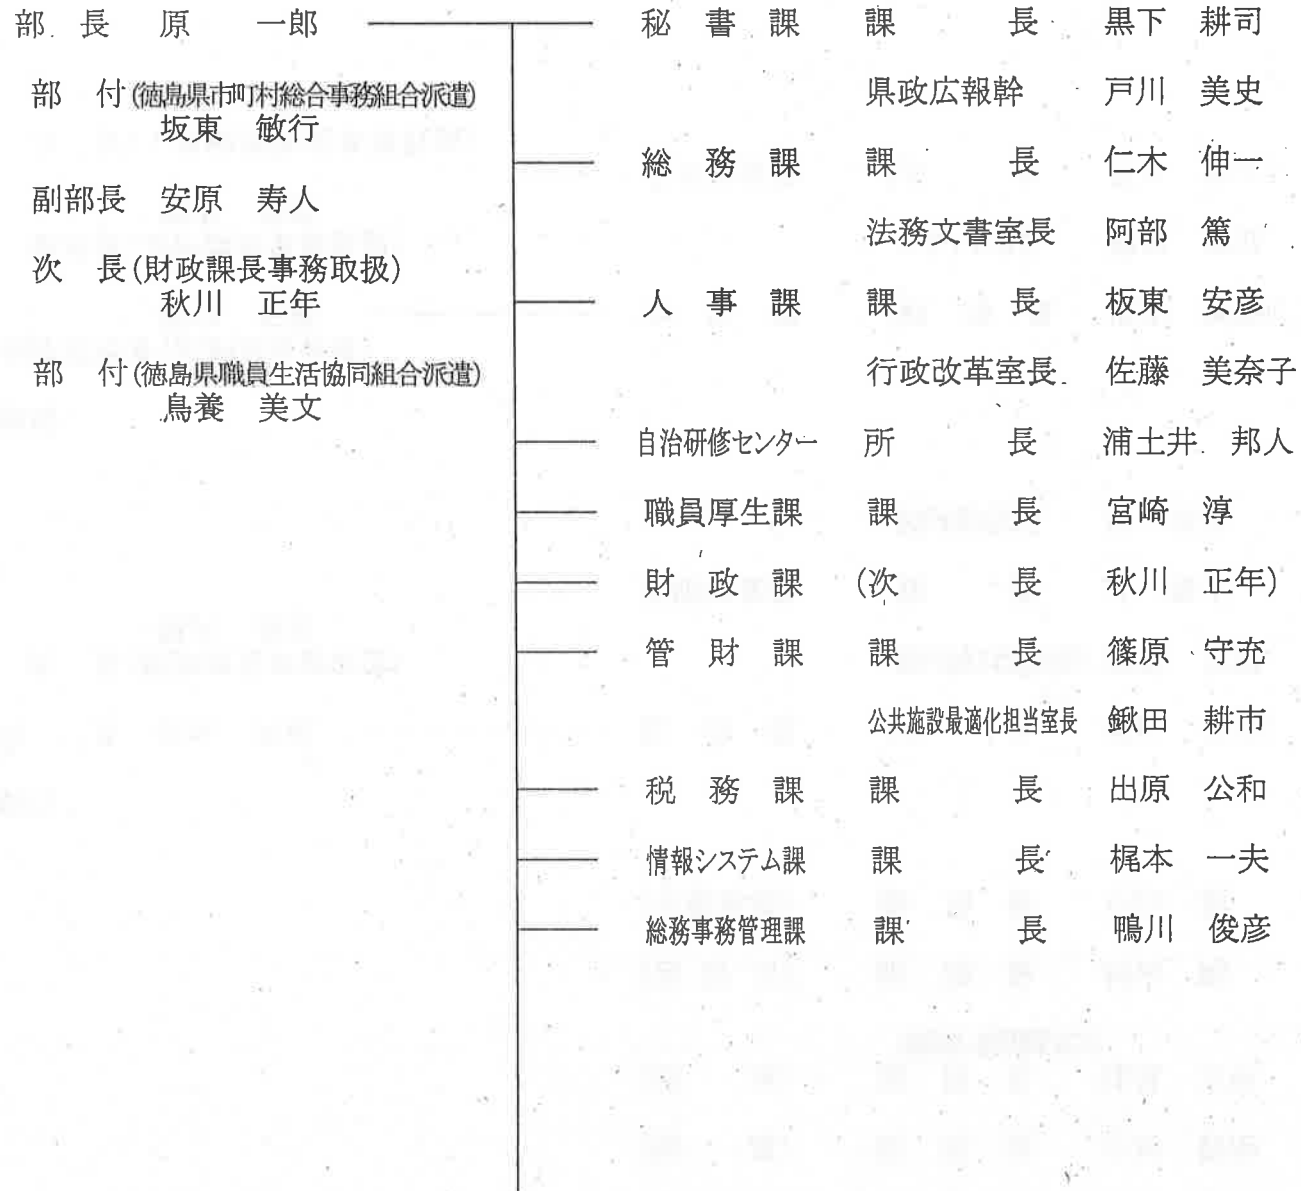 部 長 原 一郎
部 付(徳島県市町村総合事務組合派遣)
坂東 敏行
副部長 安原 寿人
次 長(財政課長事務取扱)
秋川 正年
部 付(徳島県職員生活協同組合派遣)
鳥養 美文
秘書課 課長 黒下 耕司
県政広報幹 戸川 美史
総務課 課長 仁木 伸一
法務文書室長 阿部 篤
人事課 課長 板東 安彦
行政改革室長 佐藤 美奈子
自治研修センター 所長 浦土井 邦人
職員厚生課 課長 宮崎 淳
財政課 (次長 秋川 正年)
管財課 課長 篠原 守充
公共施設最適化担当室長 鍬田 耕市
税務課 課長 出原 公和
情報システム課 課長 梶本 一夫
総務事務管理課 課長 鴨川 俊彦